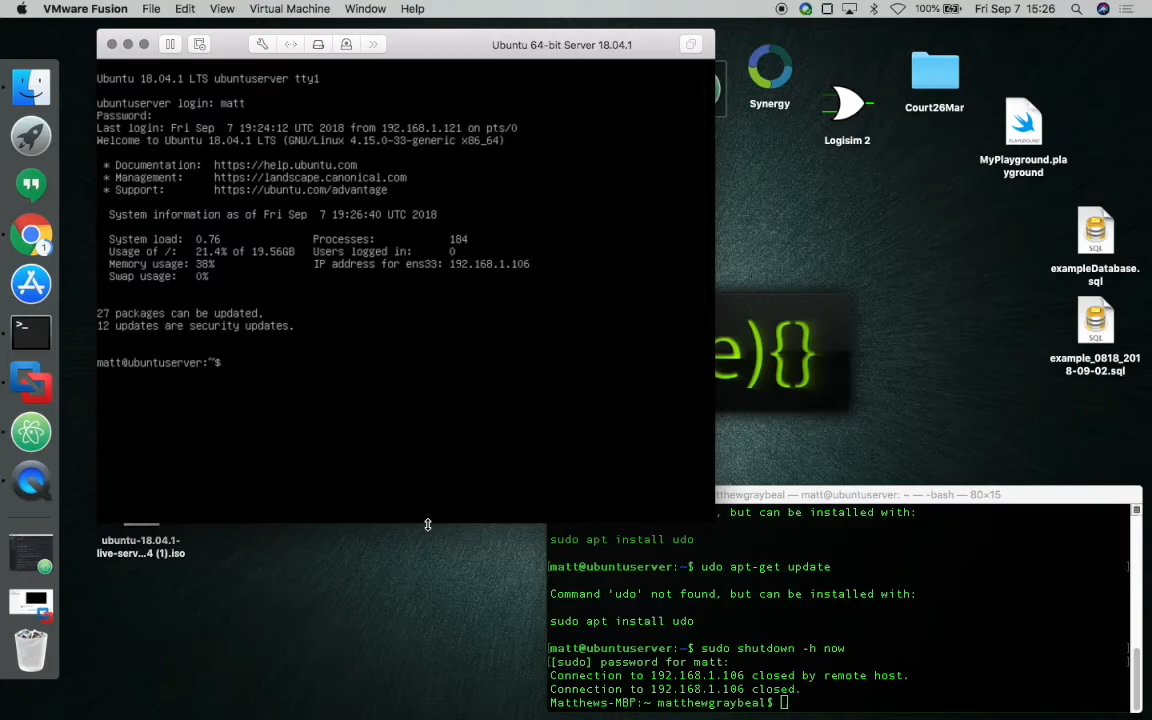 VMware Fusion File Edit View Virtual Machine Window Help 100% Fri Sep 7 15:26
Ubuntu 64-bit Server 18.04.1
Ubuntu 18.04.1 LTS ubuntuserver tty1
ubuntuserver login: matt
Password:
Last login: Fri Sep  7 19:24:12 UTC 2018 from 192.168.1.121 on pts/0
Welcome to Ubuntu 18.04.1 LTS (GNU/Linux 4.15.0-33-generic x86_64)
* Documentation:  https://help.ubuntu.com
* Management:     https://landscape.canonical.com
* Support:        https://ubuntu.com/advantage
System information as of Fri Sep  7 19:26:40 UTC 2018
System load:  0.76               Processes:             184
Usage of /:   21.4% of 19.56GB   Users logged in:       0
Memory usage: 38%                IP address for ens33: 192.168.1.106
Swap usage:   0%
27 packages can be updated.
12 updates are security updates.
matt@ubuntuserver:~$
Synergy
Logisim 2
Court26Mar
MyPlayground.pla
yground
SQL
exampleDatabase.
sql
SQL
example_0818_2018
8-09-02.sql
e){}
1
>_
ubuntu-18.04.1-
live-serv...4 (1).iso
tthewgraybeal — matt@ubuntuserver: ~ — -bash — 80×15
, but can be installed with:
sudo apt install udo
[matt@ubuntuserver:~$ udo apt-get update ]
Command 'udo' not found, but can be installed with:
sudo apt install udo
[matt@ubuntuserver:~$ sudo shutdown -h now ]
[[sudo] password for matt: ]
Connection to 192.168.1.106 closed by remote host.
Connection to 192.168.1.106 closed.
Matthews-MBP:~ matthewgraybeal$